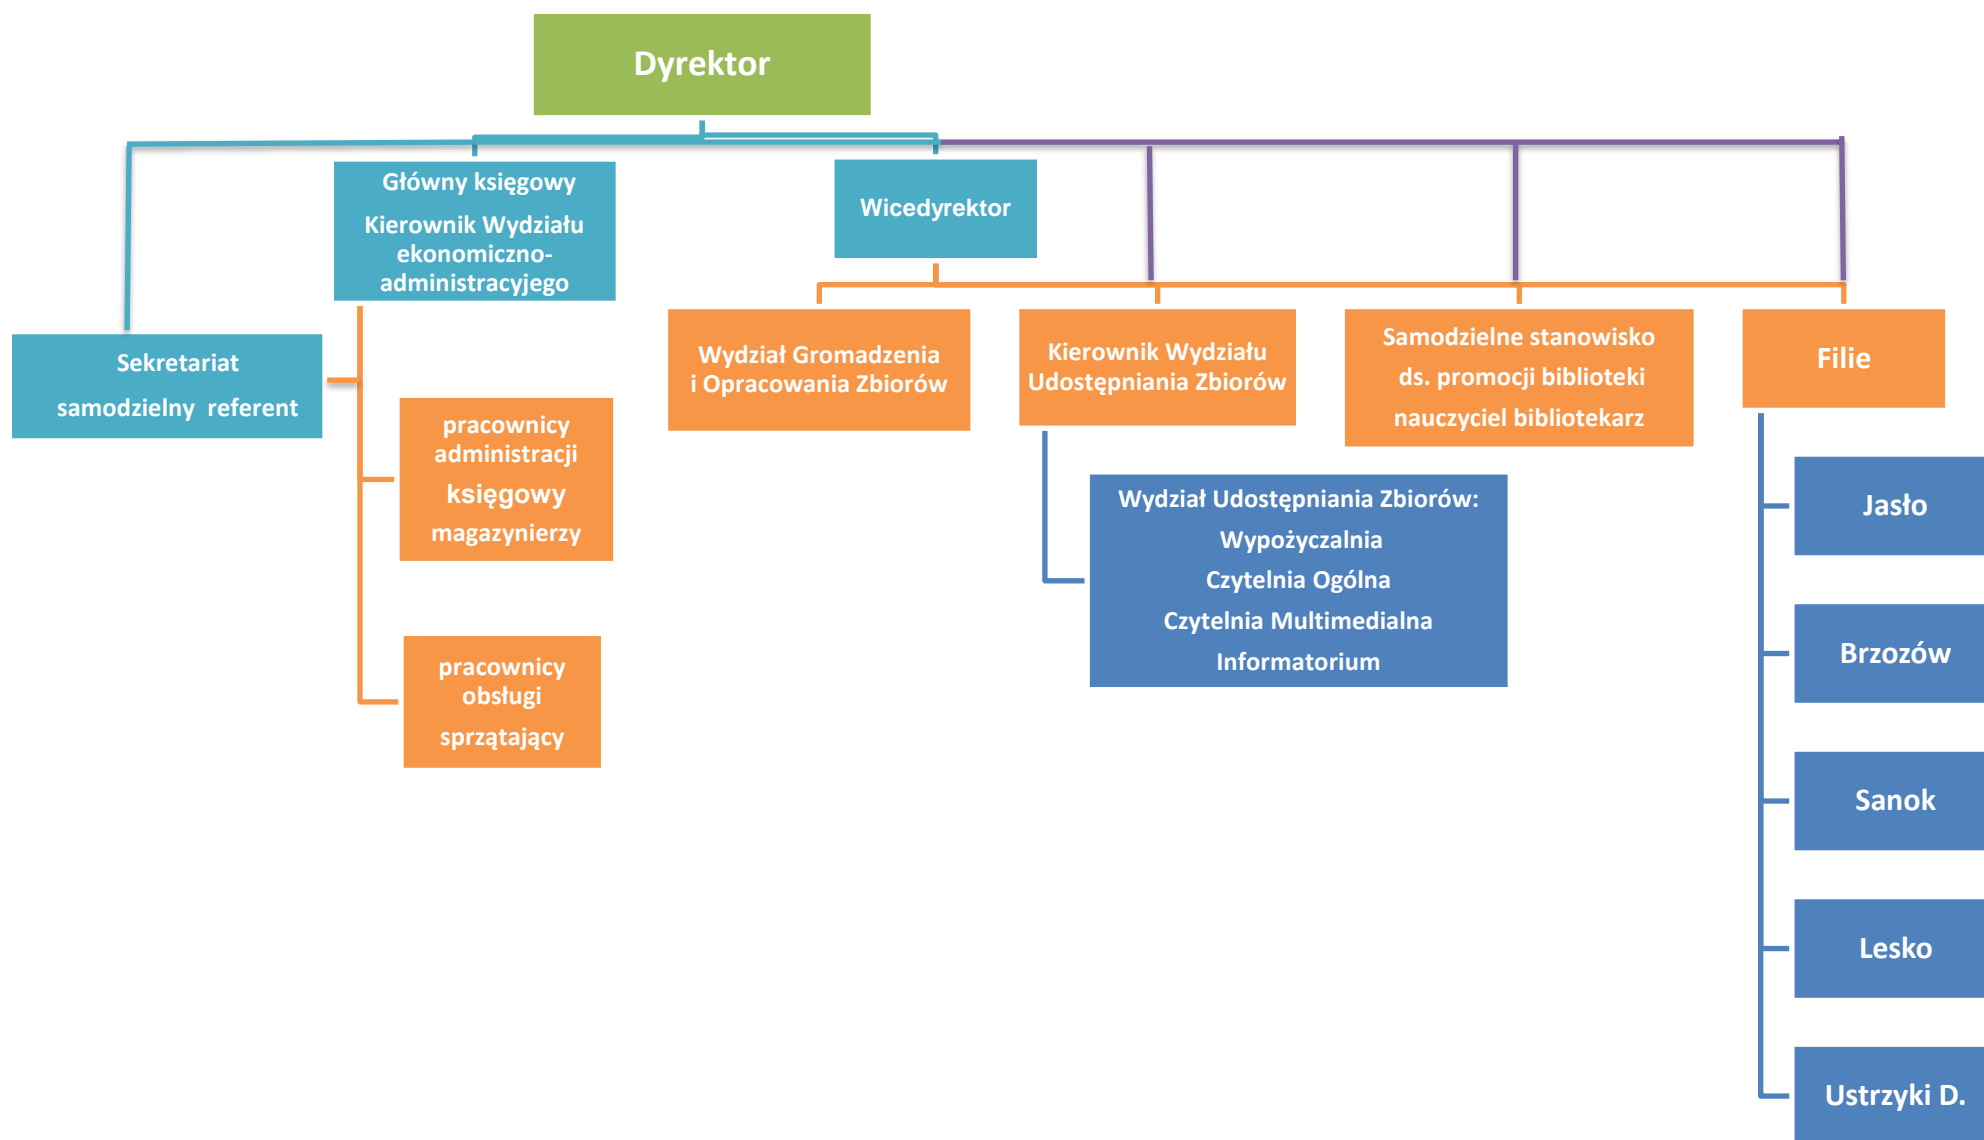 Dyrektor
Główny księgowy
Kierownik Wydziału
ekonomiczno-
administracyjego
Wicedyrektor
Sekretariat
samodzielny referent
Wydział Gromadzenia
i Opracowania Zbiorów
Kierownik Wydziału
Udostępniania Zbiorów
Samodzielne stanowisko
ds. promocji biblioteki
nauczyciel bibliotekarz
Filie
pracownicy
administracji
księgowy
magazynierzy
pracownicy
obsługi
sprzątający
Wydział Udostępniania Zbiorów:
Wypożyczalnia
Czytelnia Ogólna
Czytelnia Multimedialna
Informatorium
Jasło
Brzozów
Sanok
Lesko
Ustrzyki D.